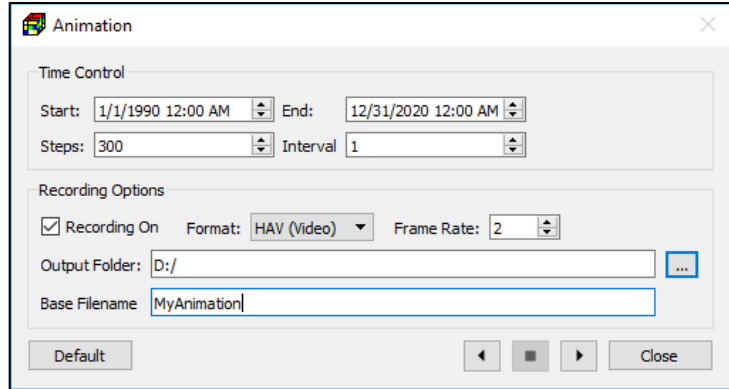 Animation
Time Control
Start: 1/1/1990 12:00 AM End: 12/31/2020 12:00 AM
Steps: 300 Interval 1
Recording Options
Recording On Format: HAV (Video) Frame Rate: 2
Output Folder: D:/ ...
Base Filename MyAnimation
Default Close